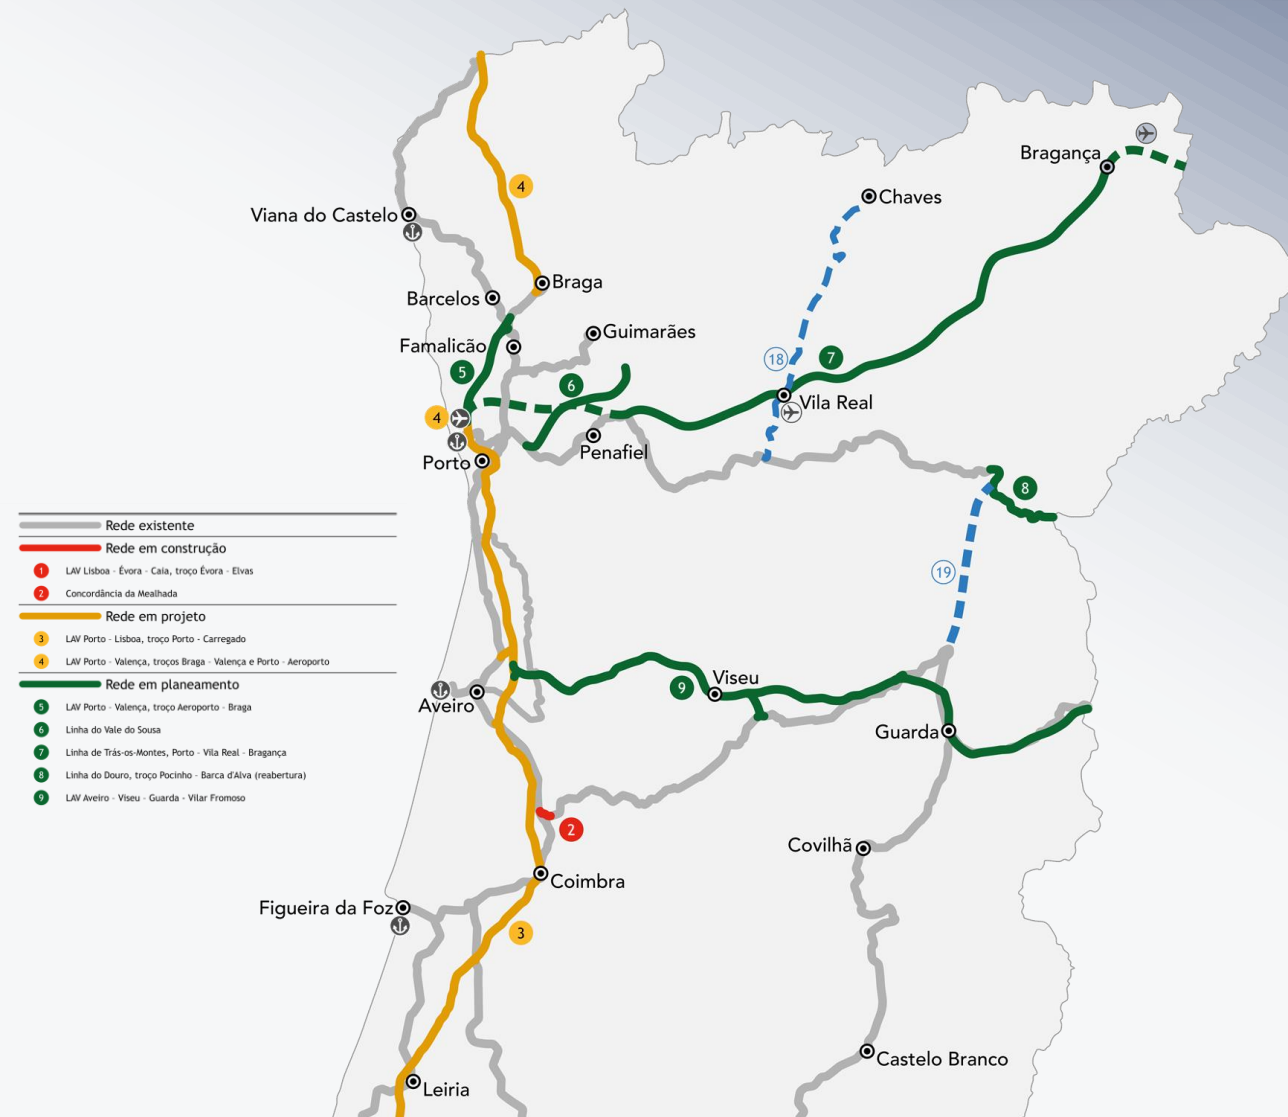 Bragança
Chaves
4
Viana do Castelo
Braga
Barcelos
Guimarães
Famalicão
18
7
5
6
Vila Real
4
Penafiel
Porto
8
Rede existente
Rede em construção
1 LAV Lisboa - Évora - Caia, troço Évora - Elvas
2 Concordância da Mealhada
Rede em projeto
3 LAV Porto - Lisboa, troço Porto - Carregado
4 LAV Porto - Valença, troços Braga - Valença e Porto - Aeroporto
Rede em planeamento
5 LAV Porto - Valença, troço Aeroporto - Braga
6 Linha do Vale do Sousa
7 Linha de Trás-os-Montes, Porto - Vila Real - Bragança
8 Linha do Douro, troço Pocinho - Barca d'Alva (reabertura)
9 LAV Aveiro - Viseu - Guarda - Vilar Fromoso
19
Viseu
9
Aveiro
Guarda
2
Covilhã
Coimbra
Figueira da Foz
3
Castelo Branco
Leiria